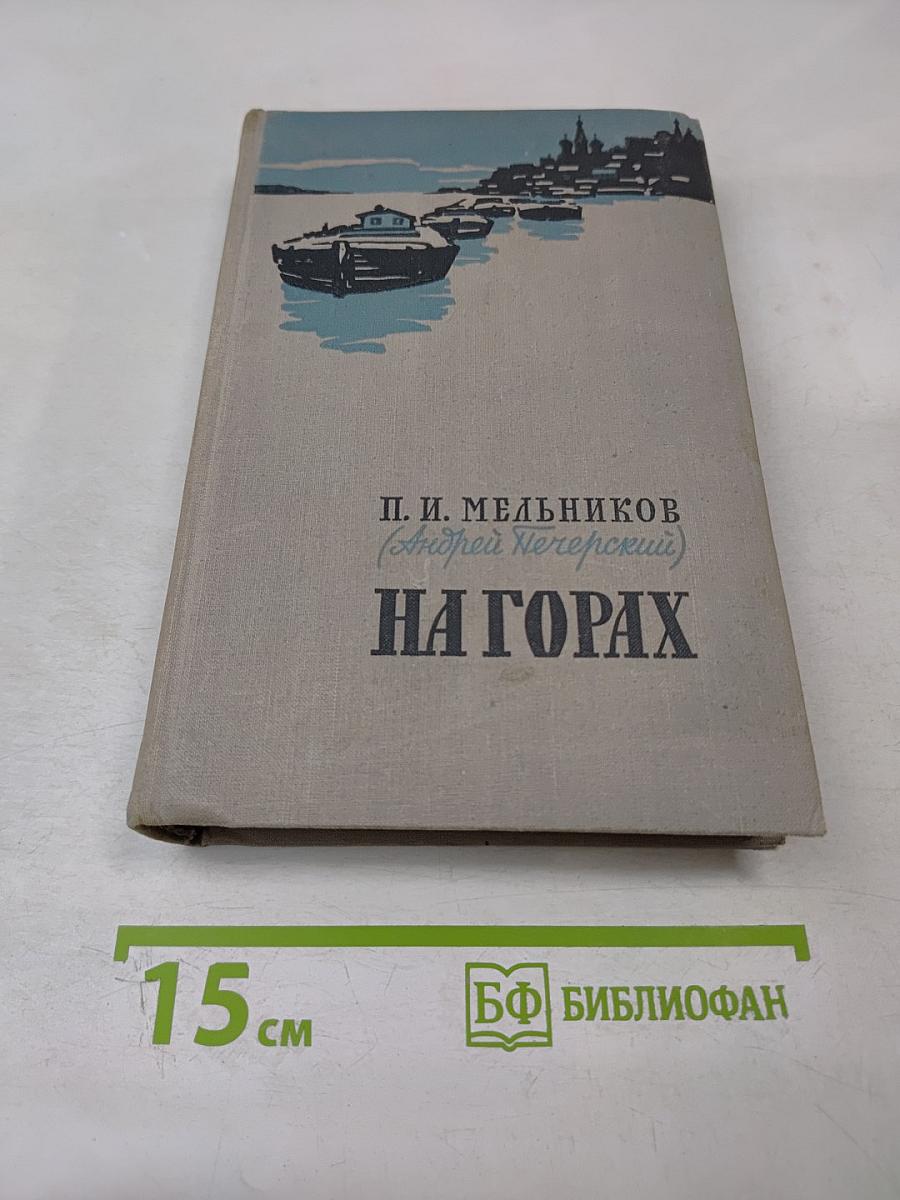 П. И. МЕЛЬНИКОВ
(Андрей Печерский)
НА ГОРАХ
15 см
БФ БИБЛИОФАН